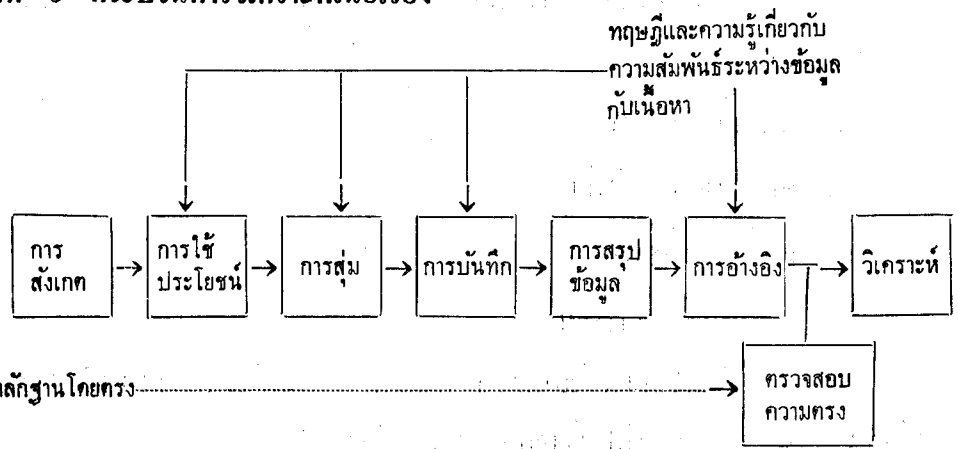 ทฤษฎีและความรู้เกี่ยวกับ
ความสัมพันธ์ระหว่างข้อมูล
กับเนื้อหา
การ
สังเกต
การใช้
ประโยชน์
การสุ่ม
การบันทึก
การสรุป
ข้อมูล
การอ้างอิง
วิเคราะห์
หลักฐานโดยตรง
ตรวจสอบ
ความตรง